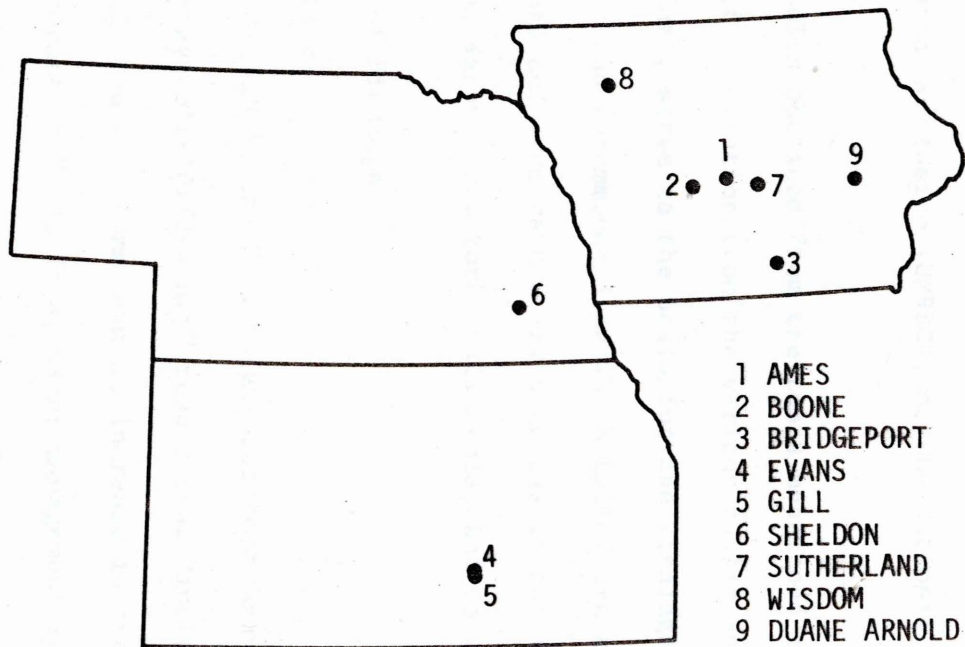 8
1
9
2
7
3
6
4
5
1 AMES
2 BOONE
3 BRIDGEPORT
4 EVANS
5 GILL
6 SHELDON
7 SUTHERLAND
8 WISDOM
9 DUANE ARNOLD